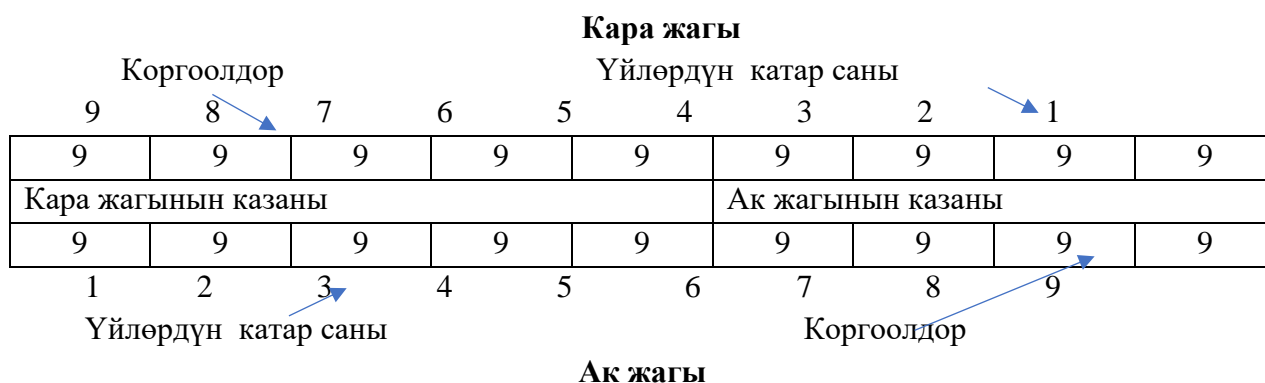 Кара жагы
Коргоолдор Үйлөрдүн катар саны
9 8 7 6 5 4 3 2 1
9 9 9 9 9 9 9 9 9
Кара жагынын казаны Ак жагынын казаны
9 9 9 9 9 9 9 9 9
1 2 3 4 5 6 7 8 9
Үйлөрдүн катар саны Коргоолдор
Ак жагы